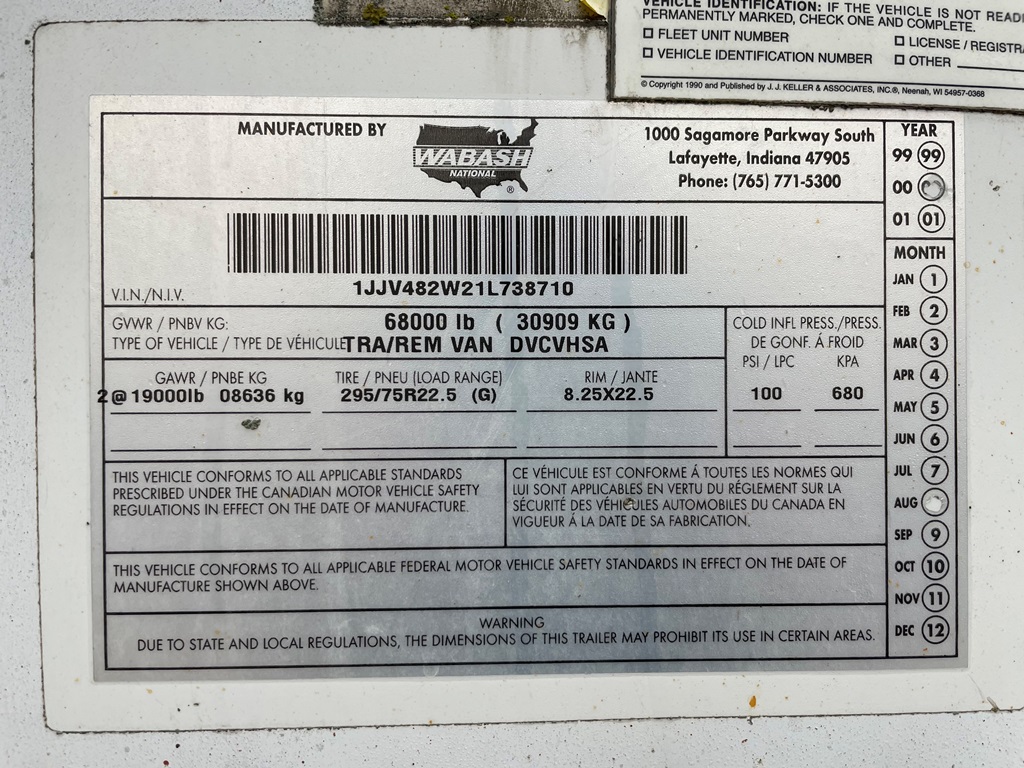 VEHICLE IDENTIFICATION: IF THE VEHICLE IS NOT
PERMANENTLY MARKED, CHECK ONE AND COMPLETE.
FLEET UNIT NUMBER
LICENSE /
VEHICLE IDENTIFICATION NUMBER
OTHER
© Copyright 1990 and Published by J. J. KELLER & ASSOCIATES, INC.®, Neenah, WI 54957-0368
MANUFACTURED BY
WABASH
NATIONAL ®
1000 Sagamore Parkway South
Lafayette, Indiana 47905
Phone: (765) 771-5300
YEAR
99 99
00
01 01
V.I.N./N.I.V.
1JJV482W21L738710
GVWR / PNBV KG:
68000 lb ( 30909 KG )
TYPE OF VEHICLE / TYPE DE VÉHICULE TRA/REM VAN DVCVHSA
COLD INFL PRESS./PRESS.
DE GONF. Á FROID
PSI / LPC KPA
100 680
GAWR / PNBE KG TIRE / PNEU (LOAD RANGE) RIM / JANTE
2@19000lb 08636 kg 295/75R22.5 (G) 8.25X22.5
THIS VEHICLE CONFORMS TO ALL APPLICABLE STANDARDS
PRESCRIBED UNDER THE CANADIAN MOTOR VEHICLE SAFETY
REGULATIONS IN EFFECT ON THE DATE OF MANUFACTURE.
CE VÉHICULE EST CONFORME Á TOUTES LES NORMES QUI
LUI SONT APPLICABLES EN VERTU DU RÉGLEMENT SUR LA
SÉCURITÉ DES VÉHICULES AUTOMOBILES DU CANADA EN
VIGUEUR Á LA DATE DE SA FABRICATION.
THIS VEHICLE CONFORMS TO ALL APPLICABLE FEDERAL MOTOR VEHICLE SAFETY STANDARDS IN EFFECT ON THE DATE OF
MANUFACTURE SHOWN ABOVE.
WARNING
DUE TO STATE AND LOCAL REGULATIONS, THE DIMENSIONS OF THIS TRAILER MAY PROHIBIT ITS USE IN CERTAIN AREAS.
MONTH
JAN 1
FEB 2
MAR 3
APR 4
MAY 5
JUN 6
JUL 7
AUG
SEP 9
OCT 10
NOV 11
DEC 12